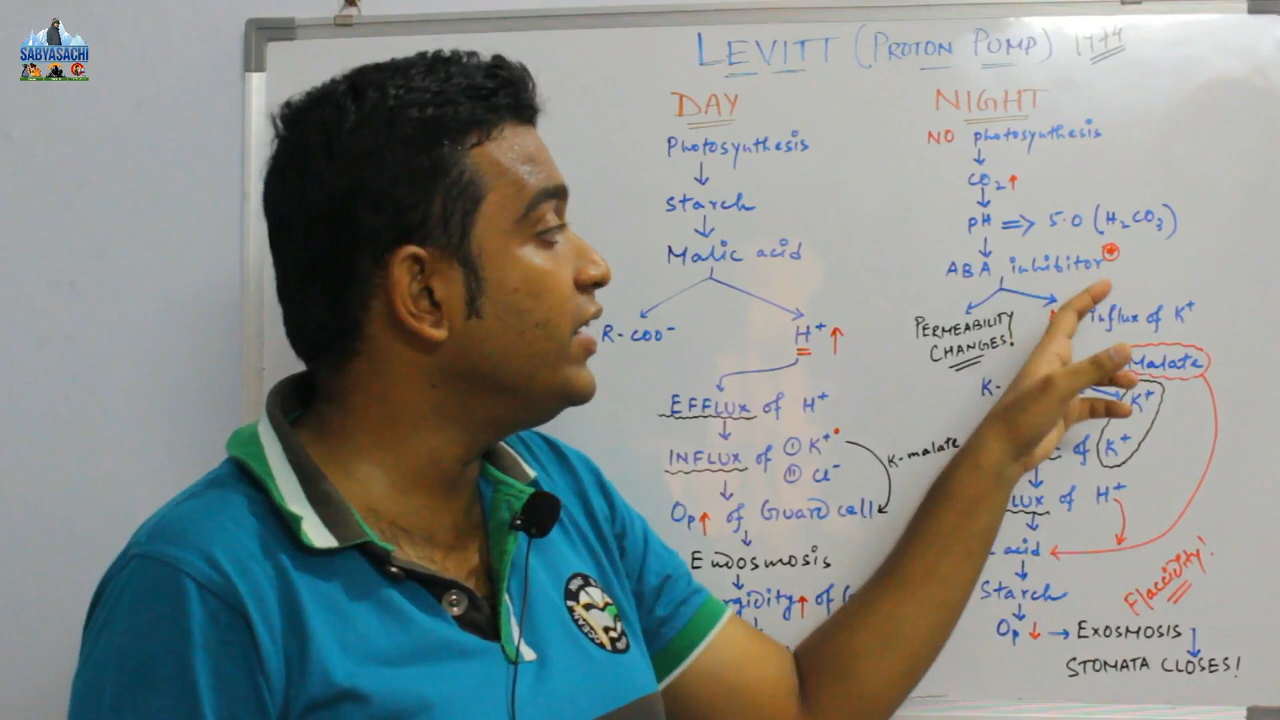 SABYASACHI
LEVITT (PROTON PUMP) 1974
DAY
Photosynthesis
↓
Starch
↓
Malic acid
R-COO⁻
H⁺ ↑
EFFLUX of H⁺
↓
INFLUX of (i) K⁺
(ii) Cl⁻
K-malate
↓
Op↑ of Guard cell
↓
Endosmosis
↓
NIGHT
NO photosynthesis
↓
CO₂↑
↓
pH ⇒ 5.0 (H₂CO₃)
↓
ABA inhibitor
PERMEABILITY
CHANGES!
influx of K⁺
K-
Malate
K⁺
of K⁺
of H⁺
acid
↓
Starch
↓
Op ↓ → EXOSMOSIS
STOMATA CLOSES!
Flaccidity!